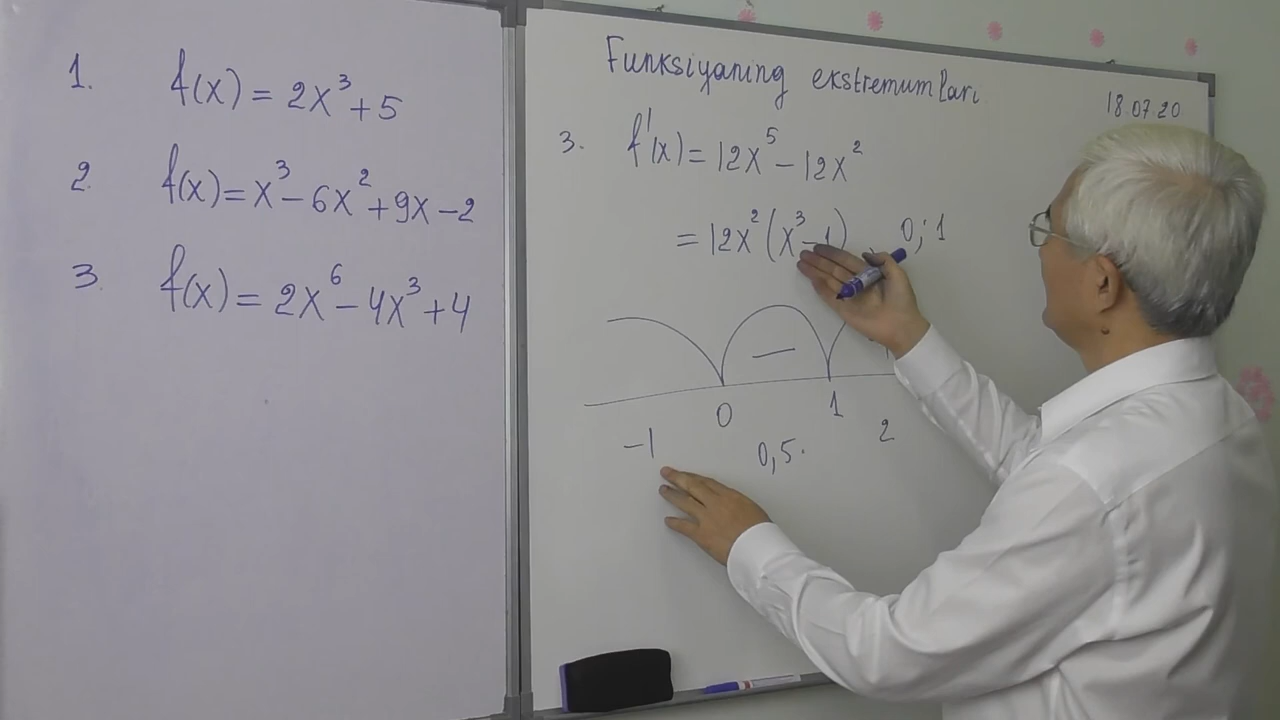 1. f(x) = 2x³ + 5
2. f(x) = x³ - 6x² + 9x - 2
3. f(x) = 2x⁶ - 4x³ + 4
Funksiyaning ekstremumlari
18.07.20
3. f'(x) = 12x⁵ - 12x²
= 12x²(x³ - 1) 0; 1
—
0 1
-1 0,5. 2